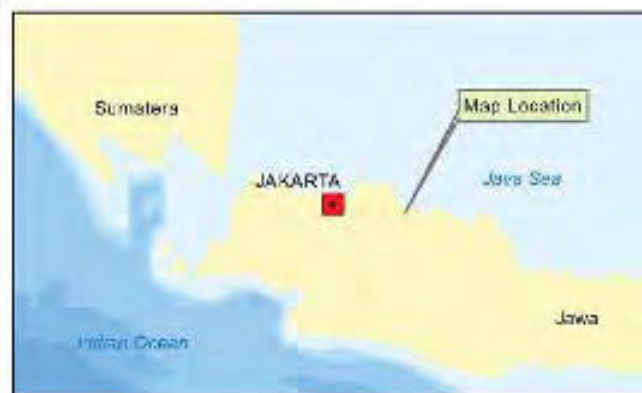 Sumatera
Map Location
JAKARTA
Java Sea
Jawa
Indian Ocean